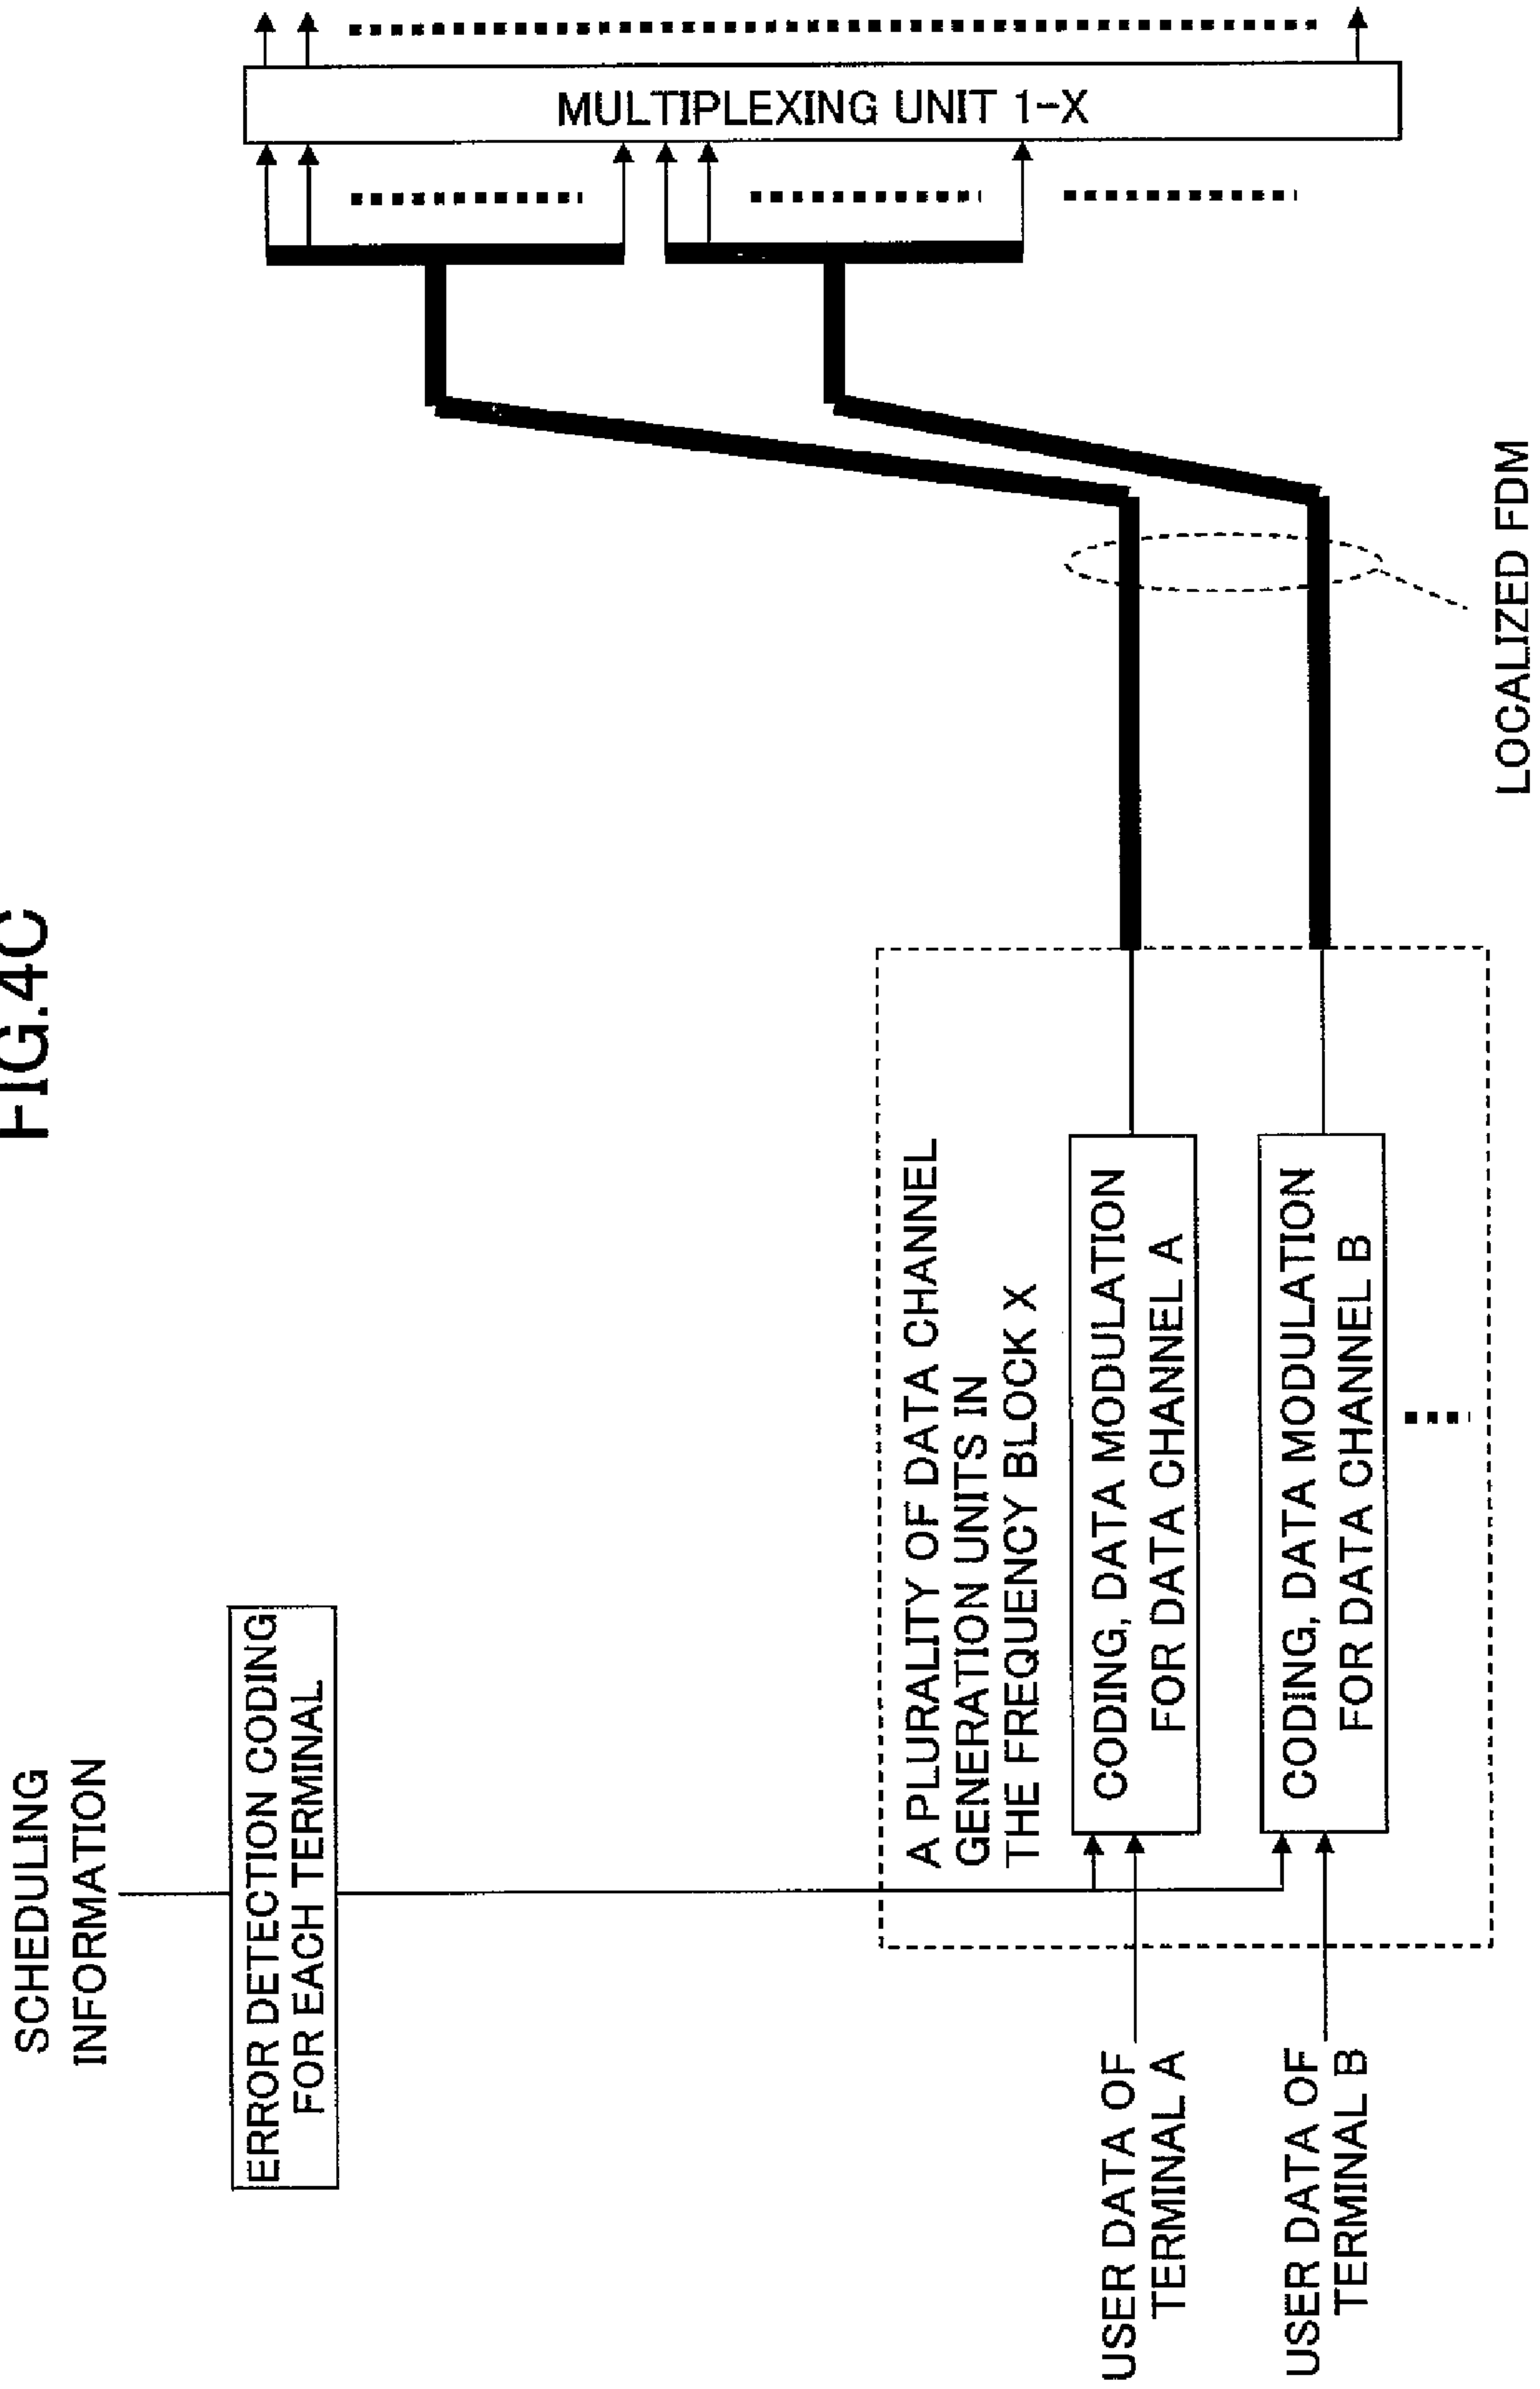 FIG.4C
SCHEDULING
INFORMATION
ERROR DETECTION CODING
FOR EACH TERMINAL
A PLURALITY OF DATA CHANNEL
GENERATION UNITS IN
THE FREQUENCY BLOCK X
USER DATA OF
TERMINAL A
CODING, DATA MODULATION
FOR DATA CHANNEL A
USER DATA OF
TERMINAL B
CODING, DATA MODULATION
FOR DATA CHANNEL B
LOCALIZED FDM
MULTIPLEXING UNIT 1-X